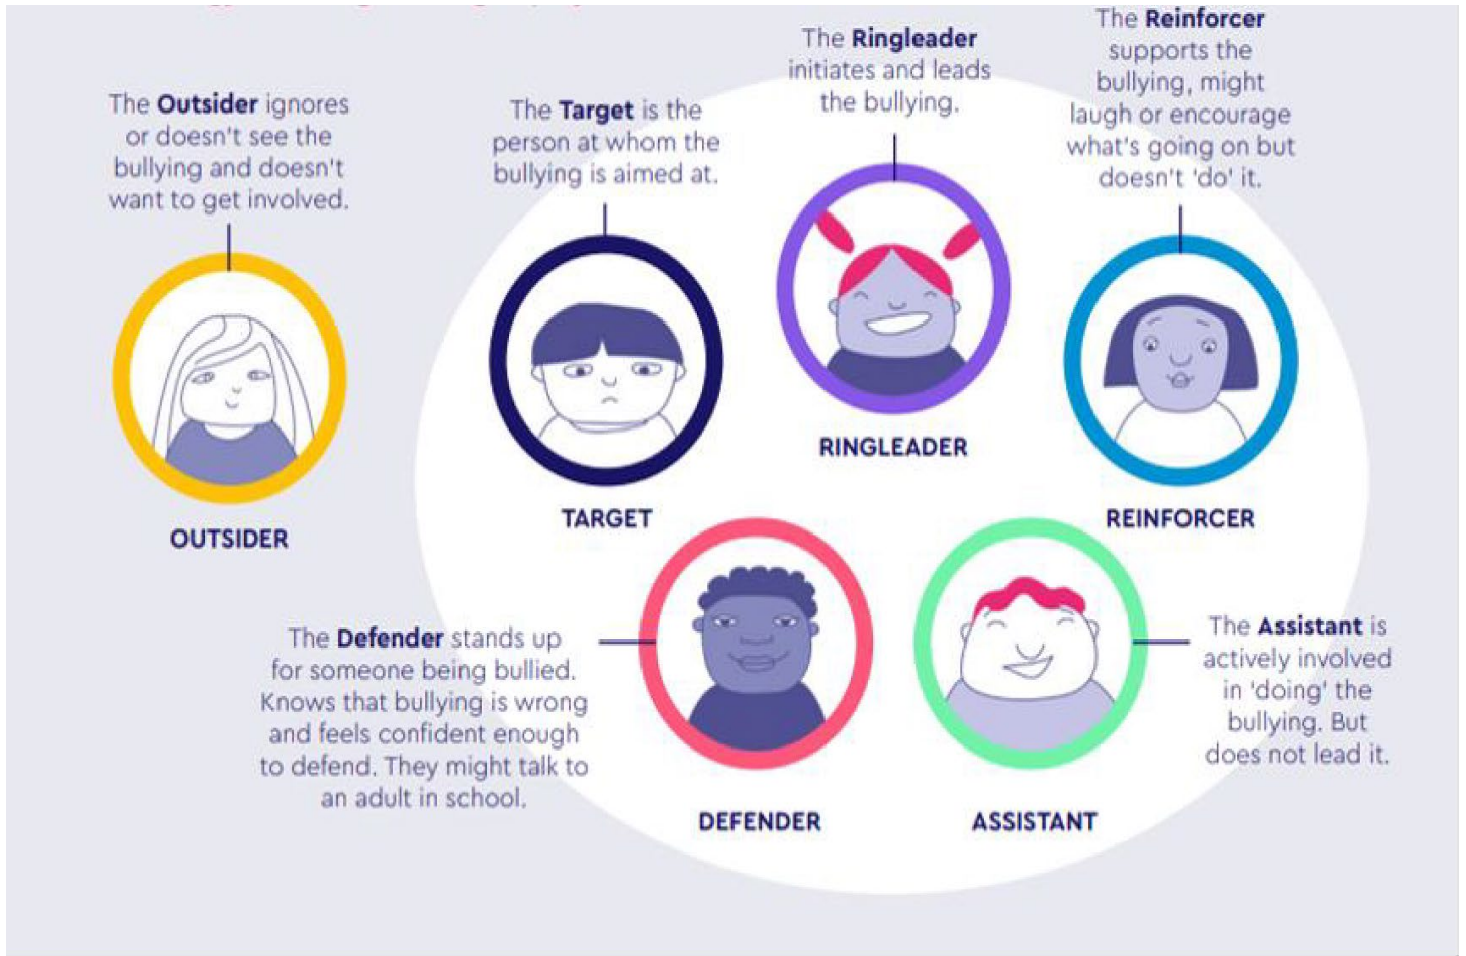 The Outsider ignores
or doesn't see the
bullying and doesn't
want to get involved.
OUTSIDER
The Target is the
person at whom the
bullying is aimed at.
TARGET
The Ringleader
initiates and leads
the bullying.
RINGLEADER
The Reinforcer
supports the
bullying, might
laugh or encourage
what's going on but
doesn't 'do' it.
REINFORCER
The Defender stands up
for someone being bullied.
Knows that bullying is wrong
and feels confident enough
to defend. They might talk to
an adult in school.
DEFENDER
The Assistant is
actively involved
in 'doing' the
bullying. But
does not lead it.
ASSISTANT